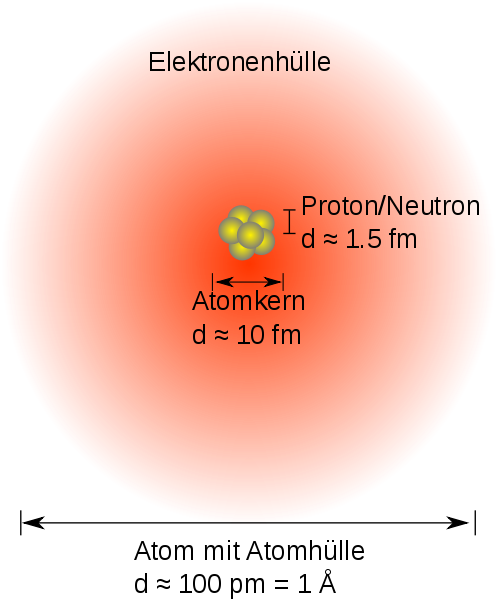 Elektronenhülle
Proton/Neutron
d ≈ 1.5 fm
Atomkern
d ≈ 10 fm
Atom mit Atomhülle
d ≈ 100 pm = 1 Å